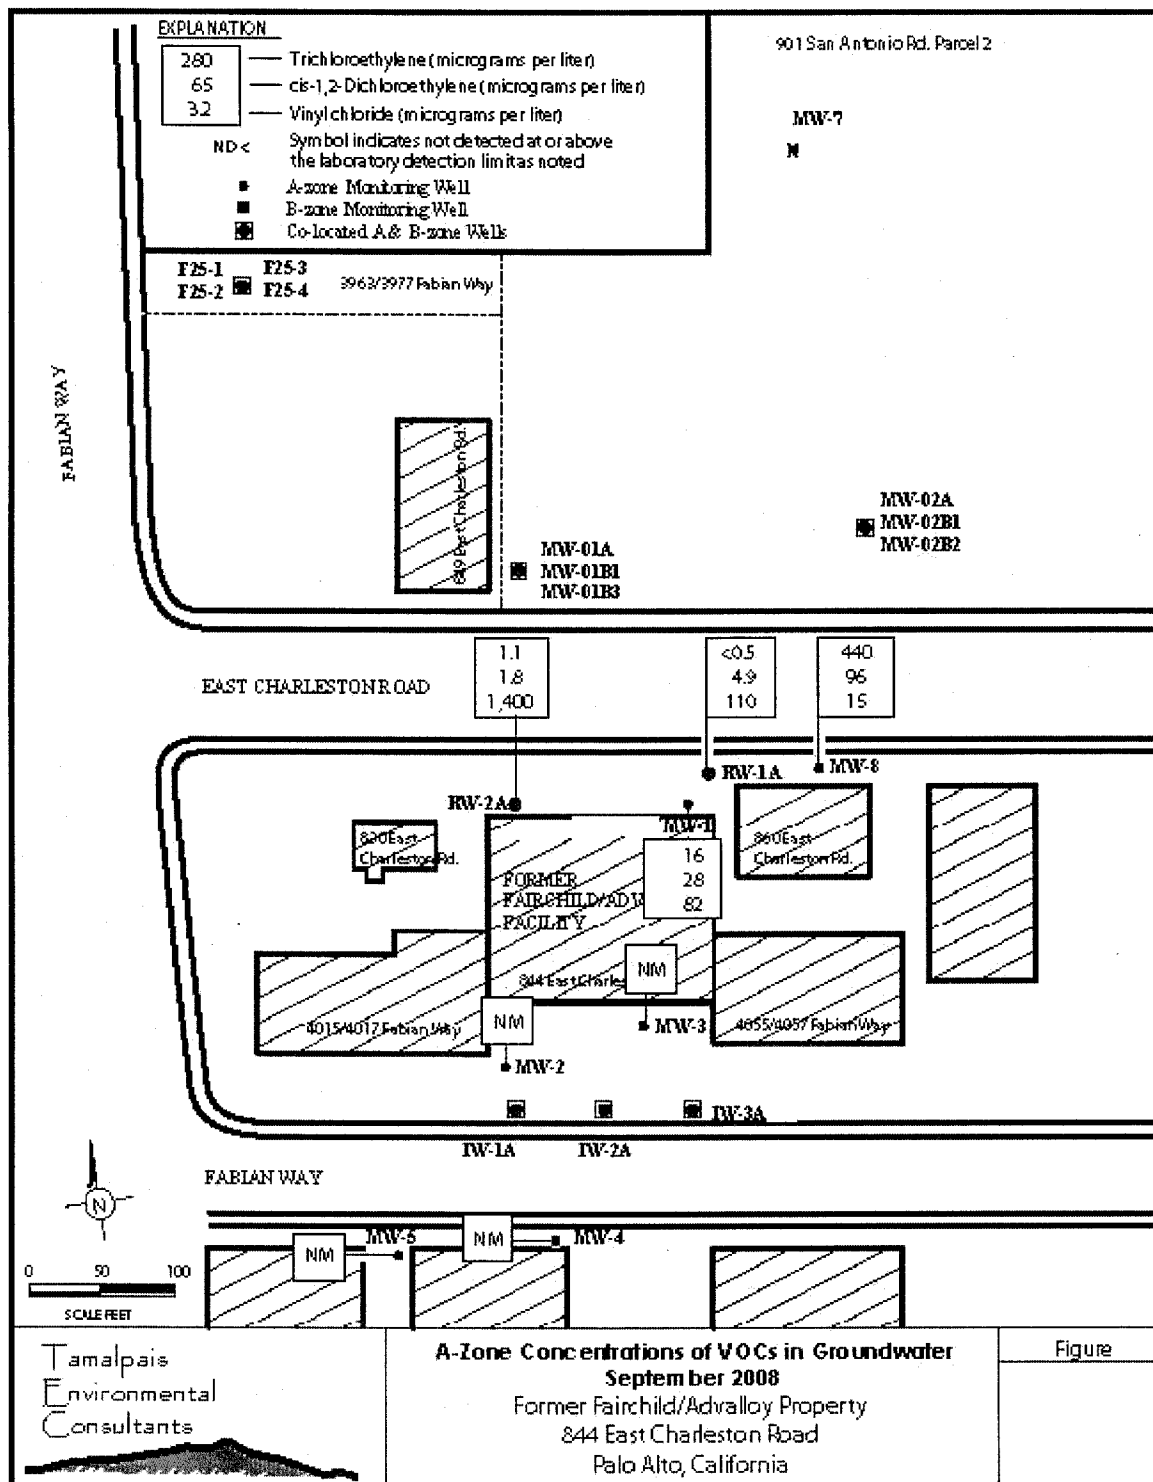 EXPLANATION
280
65
32
Trichloroethylene (micrograms per liter)
cis-1,2-Dichloroethylene (micrograms per liter)
Vinyl chloride (micrograms per liter)
ND <
Symbol indicates not detected at or above
the laboratory detection limit as noted
A-zone Monitoring Well
B-zone Monitoring Well
Co-located A & B-zone Wells
901 San Antonio Rd. Parcel 2
MW-7
F25-1
F25-2
F25-3
F25-4
3963/3977 Fabian Way
FABIAN WAY
849 East Charleston Rd.
MW-01A
MW-01B1
MW-01B3
MW-02A
MW-02B1
MW-02B2
EAST CHARLESTON ROAD
1.1
1.8
1,400
<0.5
4.9
110
440
96
15
RW-2A
RW-1A
MW-8
MW-1
16
28
82
830 East
Charleston Rd.
860 East
Charleston Rd.
FORMER
FAIRCHILD/ADV
FACILITY
844 East Charles
NM
NM
MW-3
MW-2
4015/4017 Fabian Way
4055/4057 Fabian Way
IW-1A
IW-2A
IW-3A
FABIAN WAY
N
NM
MW-5
NM
MW-4
0 50 100
SCALE FEET
Tamalpais
Environmental
Consultants
A-Zone Concentrations of VOCs in Groundwater
September 2008
Former Fairchild/Advalloy Property
844 East Charleston Road
Palo Alto, California
Figure